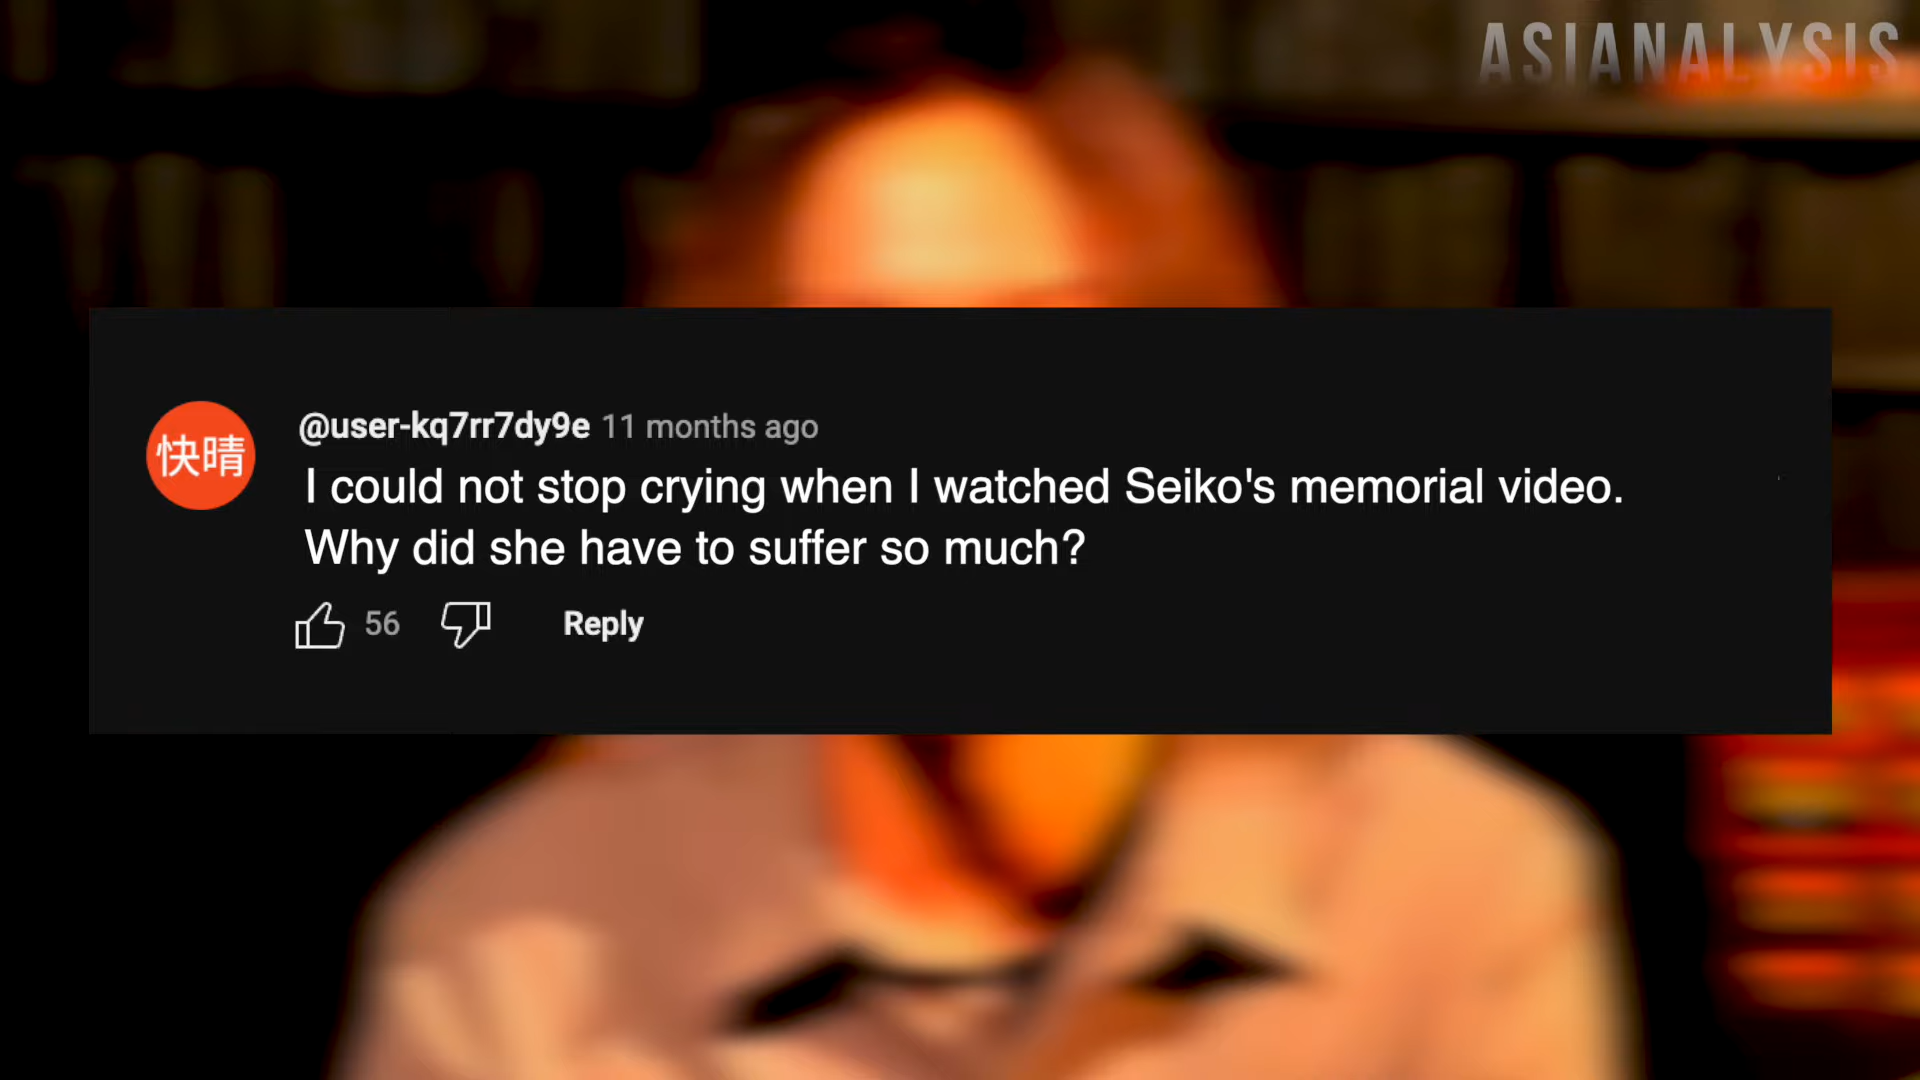 ASIANALYSIS
快晴
@user-kq7rr7dy9e 11 months ago
I could not stop crying when I watched Seiko's memorial video.
Why did she have to suffer so much?
56 Reply